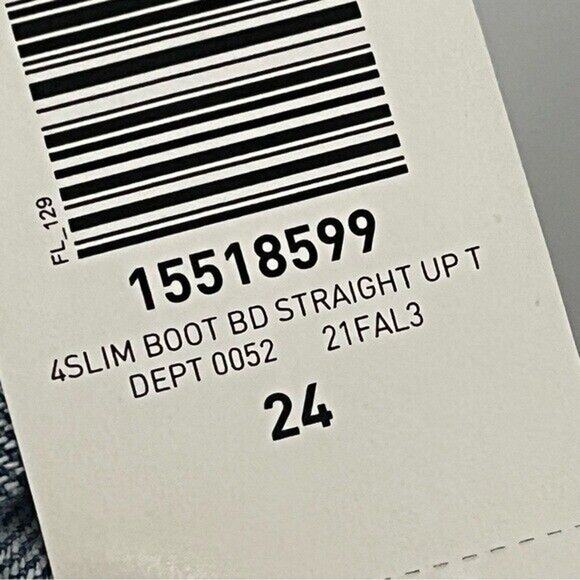 FL_129
15518599
4SLIM BOOT BD STRAIGHT UP T
DEPT 0052 21FAL3
24